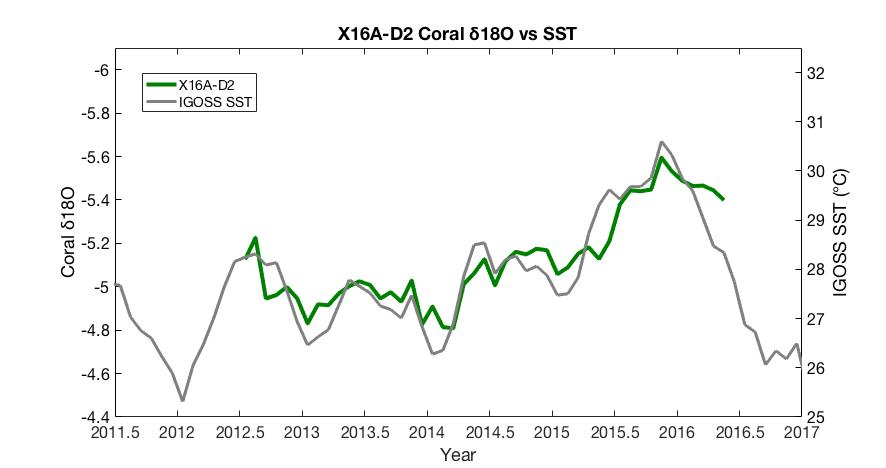 X16A-D2 Coral δ18O vs SST
X16A-D2
IGOSS SST
Coral δ18O
-6
-5.8
-5.6
-5.4
-5.2
-5
-4.8
-4.6
-4.4
IGOSS SST (°C)
32
31
30
29
28
27
26
25
2011.5 2012 2012.5 2013 2013.5 2014 2014.5 2015 2015.5 2016 2016.5 2017
Year